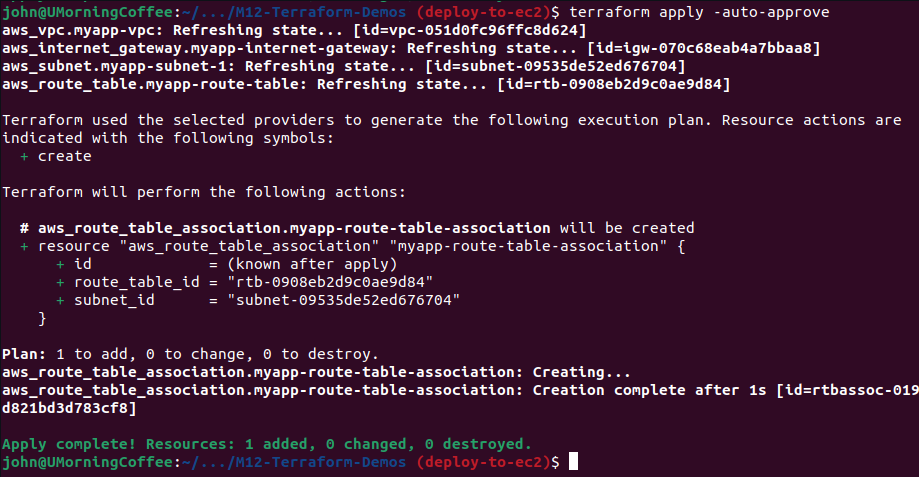 john@UMorningCoffee:~/.../M12-Terraform-Demos (deploy-to-ec2)$ terraform apply -auto-approve
aws_vpc.myapp-vpc: Refreshing state... [id=vpc-051d0fc96ffc8d624]
aws_internet_gateway.myapp-internet-gateway: Refreshing state... [id=igw-070c68eab4a7bbaa8]
aws_subnet.myapp-subnet-1: Refreshing state... [id=subnet-09535de52ed676704]
aws_route_table.myapp-route-table: Refreshing state... [id=rtb-0908eb2d9c0ae9d84]
Terraform used the selected providers to generate the following execution plan. Resource actions are
indicated with the following symbols:
+ create
Terraform will perform the following actions:
# aws_route_table_association.myapp-route-table-association will be created
+ resource "aws_route_table_association" "myapp-route-table-association" {
+ id = (known after apply)
+ route_table_id = "rtb-0908eb2d9c0ae9d84"
+ subnet_id = "subnet-09535de52ed676704"
}
Plan: 1 to add, 0 to change, 0 to destroy.
aws_route_table_association.myapp-route-table-association: Creating...
aws_route_table_association.myapp-route-table-association: Creation complete after 1s [id=rtbassoc-019
d821bd3d783cf8]
Apply complete! Resources: 1 added, 0 changed, 0 destroyed.
john@UMorningCoffee:~/.../M12-Terraform-Demos (deploy-to-ec2)$